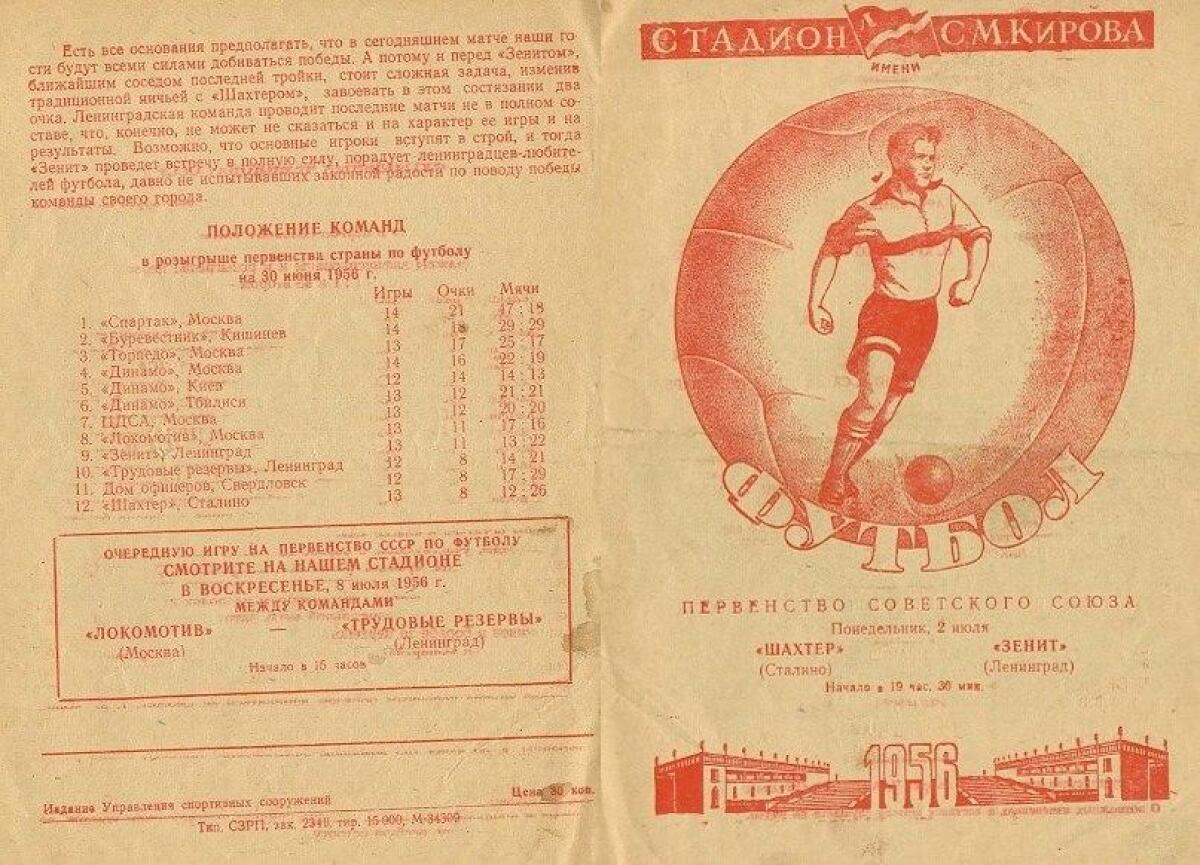 Есть все основания предполагать, что в сегодняшнем матче наши го-
сти будут всеми силами добиваться победы. А потому и перед «Зенитом»,
ближайшим соседом последней тройки, стоит сложная задача, изменив
традиционной ничьей с «Шахтером», завоевать в этом состязании два
очка. Ленинградская команда проводит последние матчи не в полном со-
ставе, что, конечно, не может не сказаться и на характер ее игры и на
результаты. Возможно, что основные игроки вступят в строй, и тогда
«Зенит» проведет встречу в полную силу, порадует ленинградцев-любите-
лей футбола, давно не испытывавших законной радости по поводу победы
команды своего города.
ПОЛОЖЕНИЕ КОМАНД
в розыгрыше первенства страны по футболу
на 30 июня 1956 г.
Игры Очки Мячи
1. «Спартак», Москва 14 21 47 : 18
2. «Буревестник», Кишинев 14 18 29 : 29
3. «Торпедо», Москва 13 17 25 : 17
4. «Динамо», Москва 14 16 22 : 19
5. «Динамо», Киев 12 14 14 : 13
6. «Динамо», Тбилиси 13 12 21 : 21
7. ЦДСА, Москва 13 12 20 : 20
8. «Локомотив», Москва 13 11 17 : 16
9. «Зенит», Ленинград 13 11 13 : 22
10. «Трудовые резервы», Ленинград 12 8 14 : 21
11. Дом офицеров, Свердловск 12 8 17 : 29
12. «Шахтер», Сталино 13 8 12 : 26
ОЧЕРЕДНУЮ ИГРУ НА ПЕРВЕНСТВО СССР ПО ФУТБОЛУ
СМОТРИТЕ НА НАШЕМ СТАДИОНЕ
В ВОСКРЕСЕНЬЕ, 8 июля 1956 г.
МЕЖДУ КОМАНДАМИ
«ЛОКОМОТИВ» — «ТРУДОВЫЕ РЕЗЕРВЫ»
(Москва) (Ленинград)
Начало в 15 часов
Издание Управления спортивных сооружений Цена 30 коп.
Тип. СЗРП, зак. 2348, тир. 15 000, М-34300
СТАДИОН С.М.КИРОВА
ИМЕНИ
ФУТБОЛ
ПЕРВЕНСТВО СОВЕТСКОГО СОЮЗА
Понедельник, 2 июля
«ШАХТЕР» «ЗЕНИТ»
(Сталино) (Ленинград)
Начало в 19 час. 30 мин.
1956